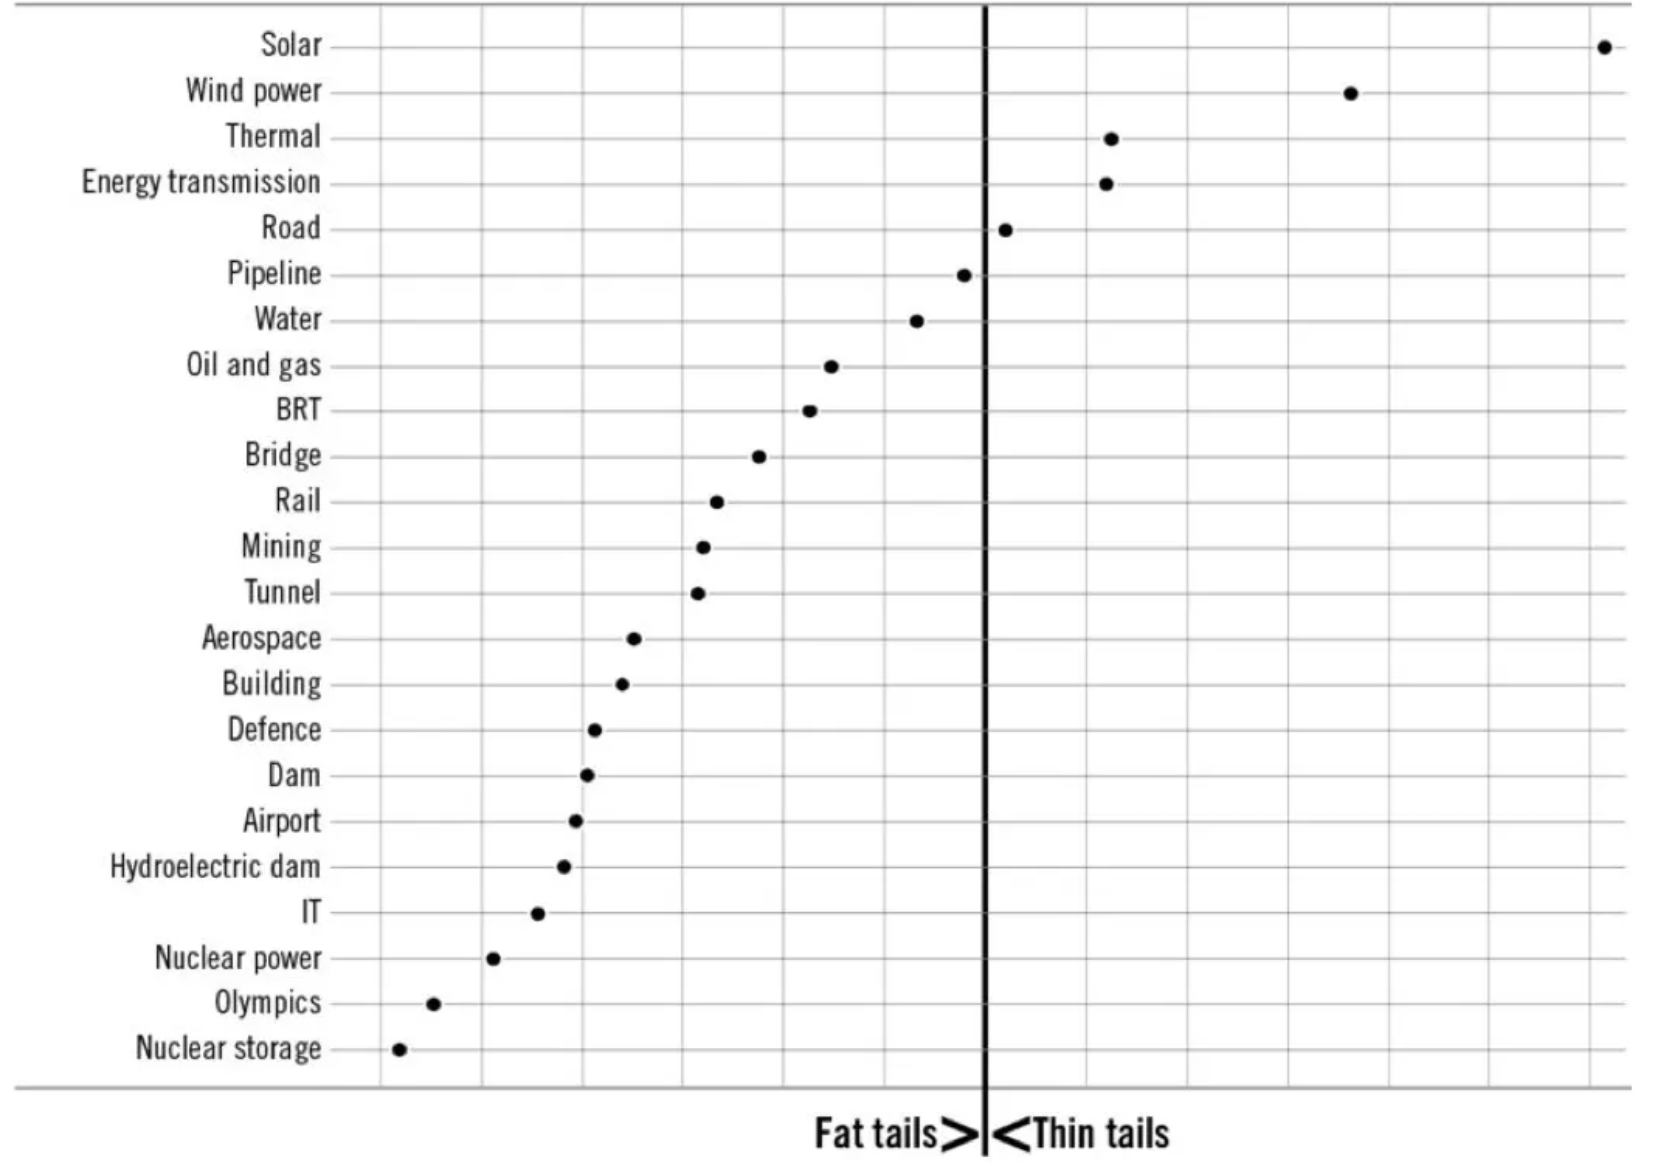 Solar
Wind power
Thermal
Energy transmission
Road
Pipeline
Water
Oil and gas
BRT
Bridge
Rail
Mining
Tunnel
Aerospace
Building
Defence
Dam
Airport
Hydroelectric dam
IT
Nuclear power
Olympics
Nuclear storage
Fat tails> <Thin tails